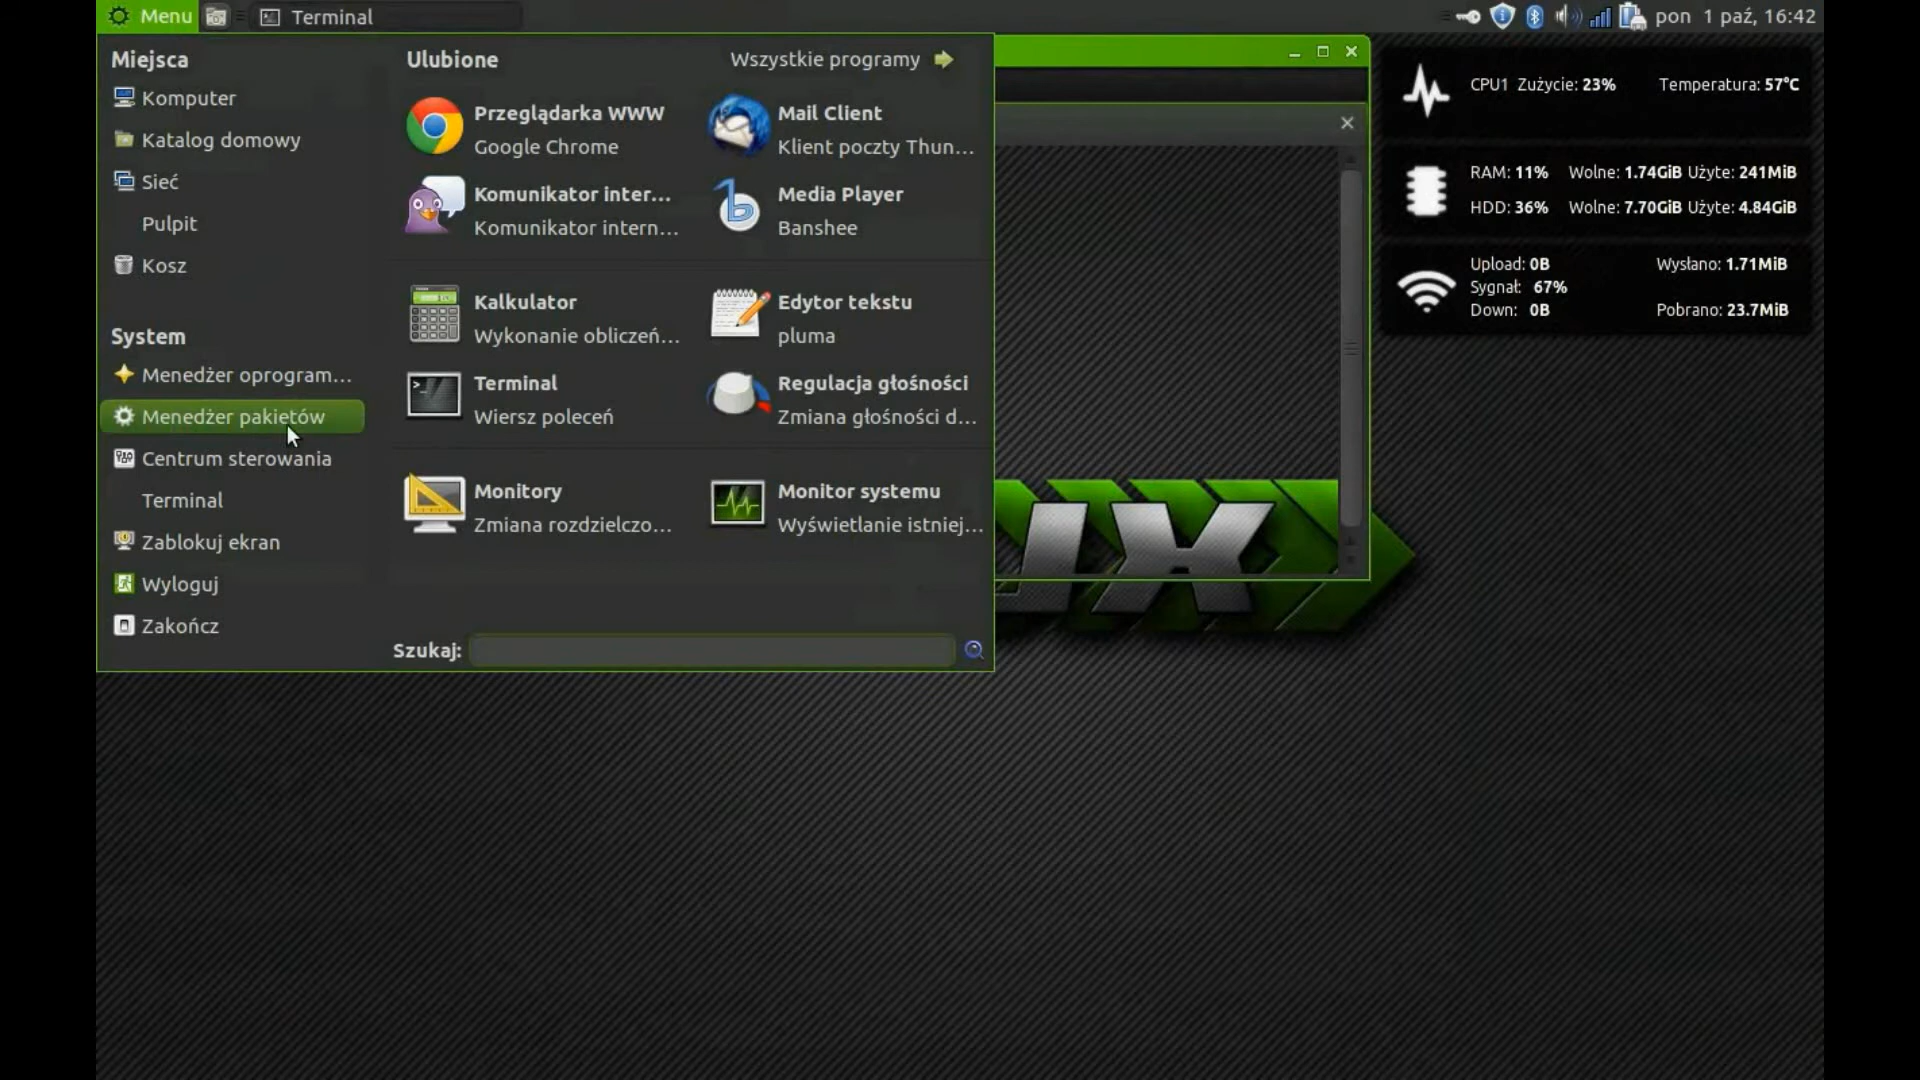 Menu
Terminal
pon 1 paź, 16:42
Miejsca
Komputer
Katalog domowy
Sieć
Pulpit
Kosz
System
Menedżer oprogram...
Menedżer pakietów
Centrum sterowania
Terminal
Zablokuj ekran
Wyloguj
Zakończ
Ulubione
Wszystkie programy
Przeglądarka WWW
Google Chrome
Mail Client
Klient poczty Thun...
Komunikator inter...
Komunikator intern...
Media Player
Banshee
Kalkulator
Wykonanie obliczeń...
Edytor tekstu
pluma
Terminal
Wiersz poleceń
Regulacja głośności
Zmiana głośności d...
Monitory
Zmiana rozdzielczo...
Monitor systemu
Wyświetlanie istniej...
Szukaj:
CPU1 Zużycie: 23% Temperatura: 57°C
RAM: 11% Wolne: 1.74GiB Użyte: 241MiB
HDD: 36% Wolne: 7.70GiB Użyte: 4.84GiB
Upload: 0B Wysłano: 1.71MiB
Sygnał: 67%
Down: 0B Pobrano: 23.7MiB